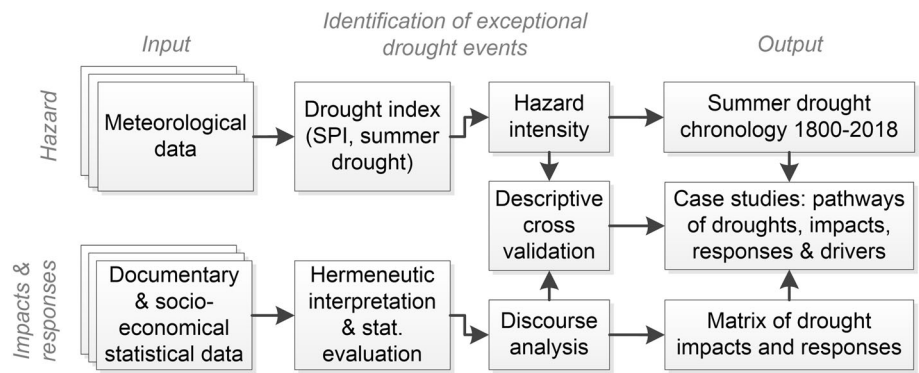 Input
Identification of exceptional
drought events
Output
Hazard
Meteorological
data
Drought index
(SPI, summer
drought)
Hazard
intensity
Summer drought
chronology 1800-2018
Descriptive
cross
validation
Case studies: pathways
of droughts, impacts,
responses & drivers
Impacts &
responses
Documentary
& socio-
economical
statistical data
Hermeneutic
interpretation
& stat.
evaluation
Discourse
analysis
Matrix of drought
impacts and responses